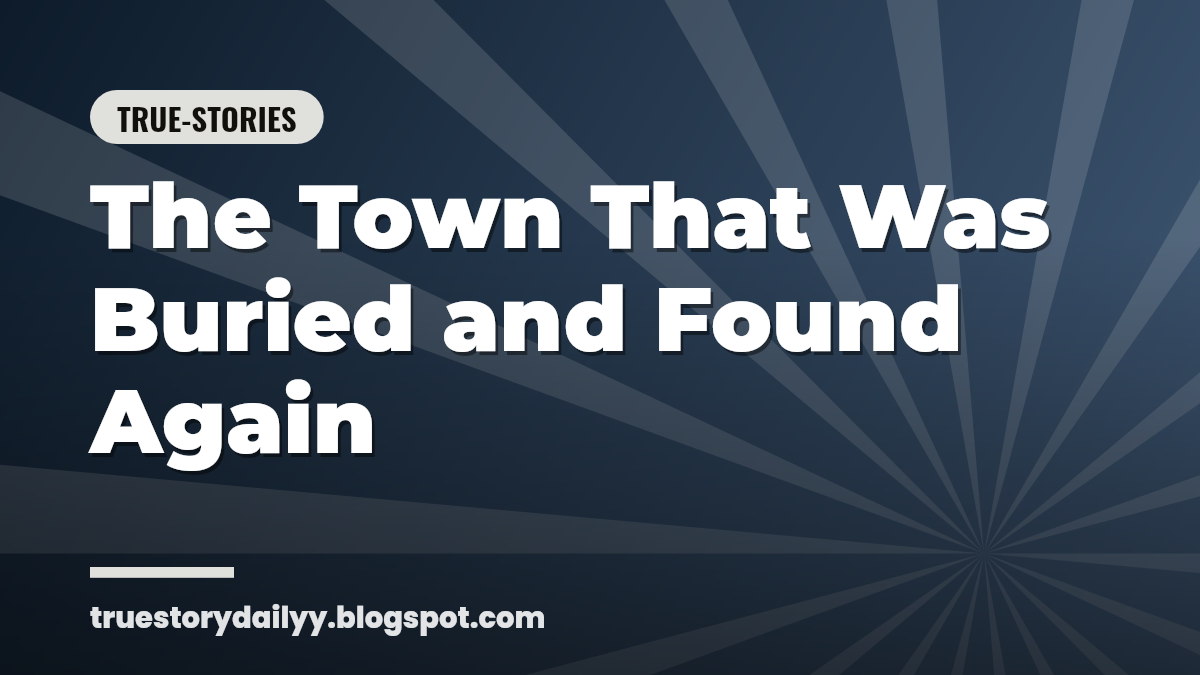 TRUE-STORIES
The Town That Was
Buried and Found
Again
truestorydailyy.blogspot.com